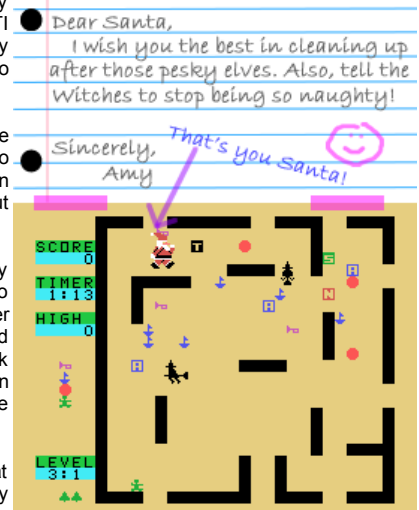 Dear Santa,
I wish you the best in cleaning up
after those pesky elves. Also, tell the
Witches to stop being so naughty!
Sincerely,
Amy
That's you Santa!
SCORE
0
TIMER
1:13
HIGH
0
LEVEL
3:1
T
S
N